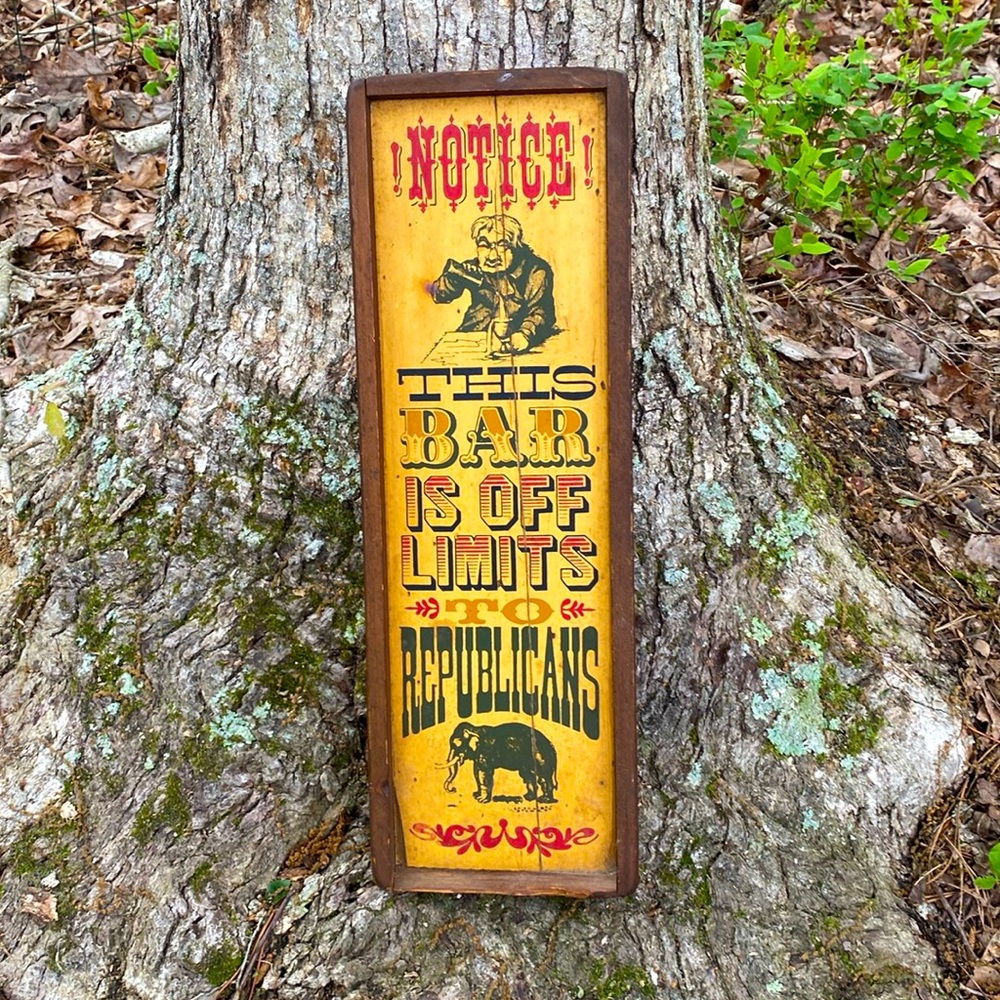 ! NOTICE !
THIS
BAR
IS OFF
LIMITS
TO
REPUBLICANS